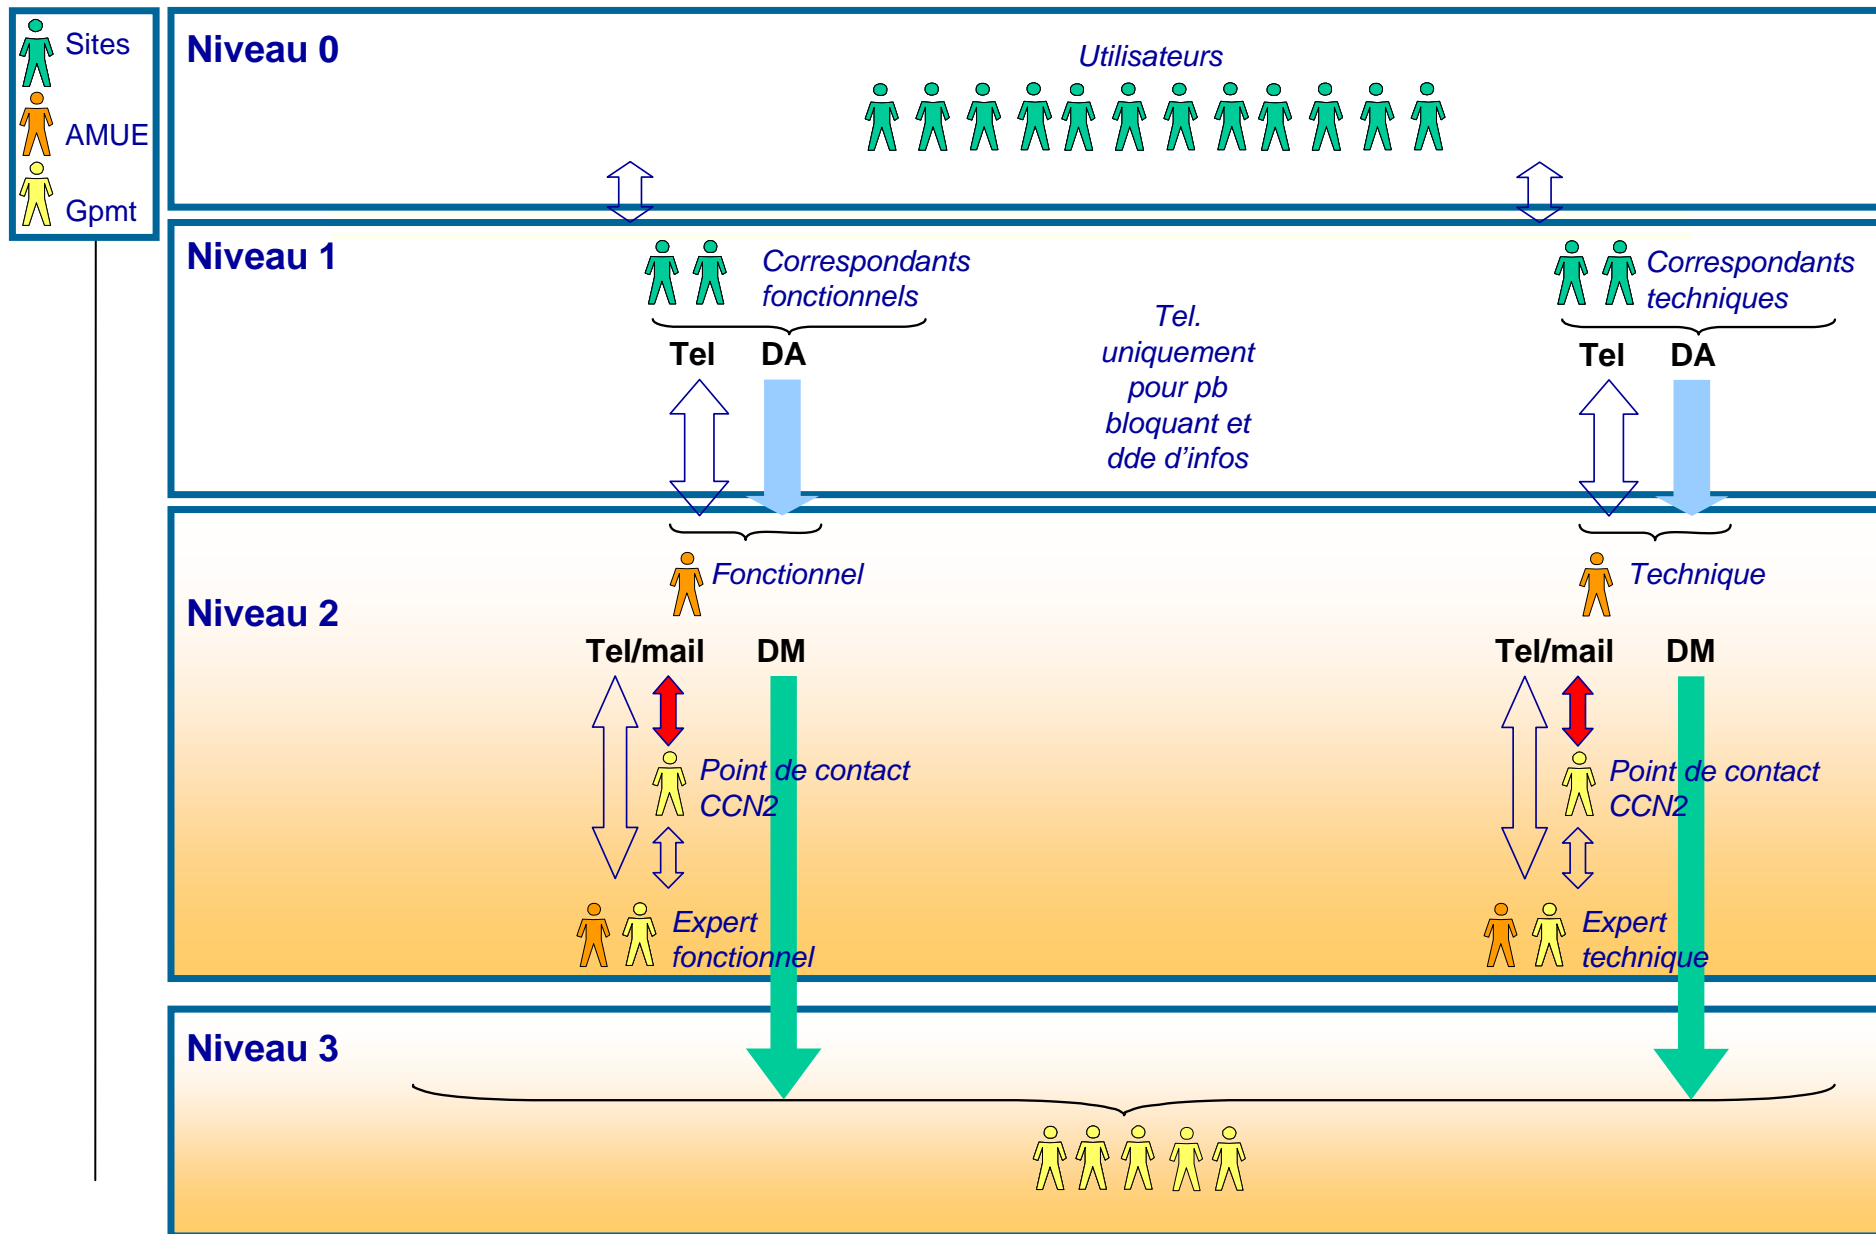 Sites
AMUE
Gpmt
Niveau 0
Utilisateurs
Niveau 1
Correspondants
fonctionnels
Tel DA
Tel.
uniquement
pour pb
bloquant et
dde d’infos
Correspondants
techniques
Tel DA
Niveau 2
Fonctionnel
Tel/mail DM
Point de contact
CCN2
Expert
fonctionnel
Technique
Tel/mail DM
Point de contact
CCN2
Expert
technique
Niveau 3